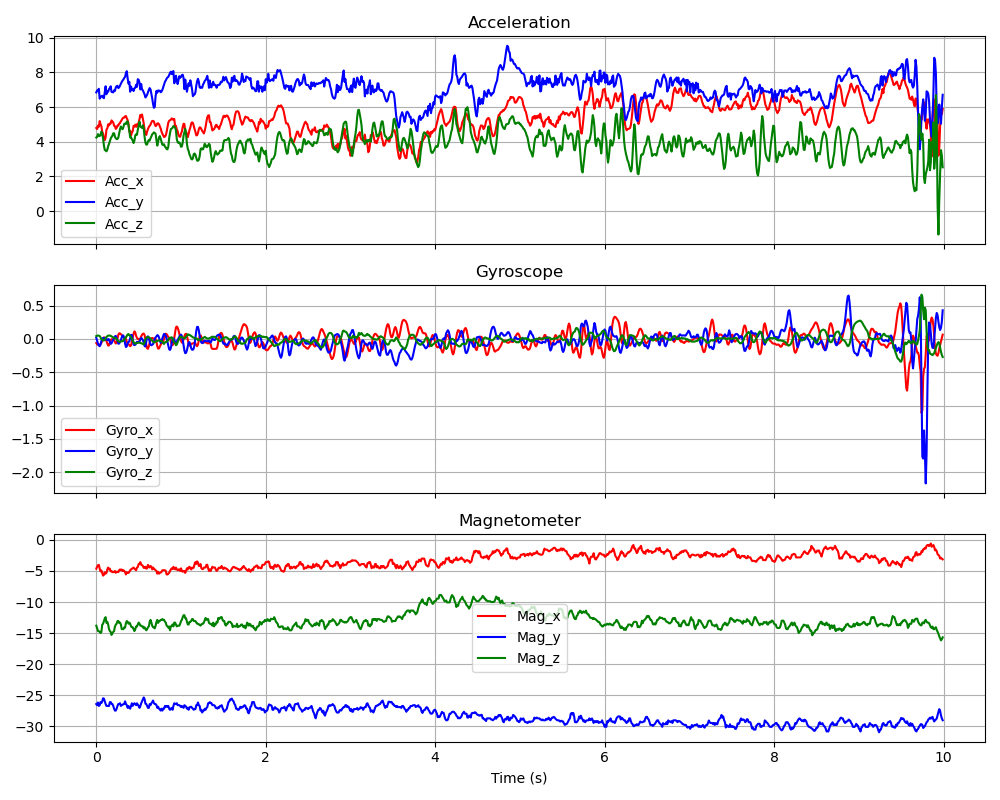 Acceleration
10
8
6
4
2
0
Acc_x
Acc_y
Acc_z
Gyroscope
0.5
0.0
−0.5
−1.0
−1.5
−2.0
Gyro_x
Gyro_y
Gyro_z
Magnetometer
0
−5
−10
−15
−20
−25
−30
Mag_x
Mag_y
Mag_z
0 2 4 6 8 10
Time (s)